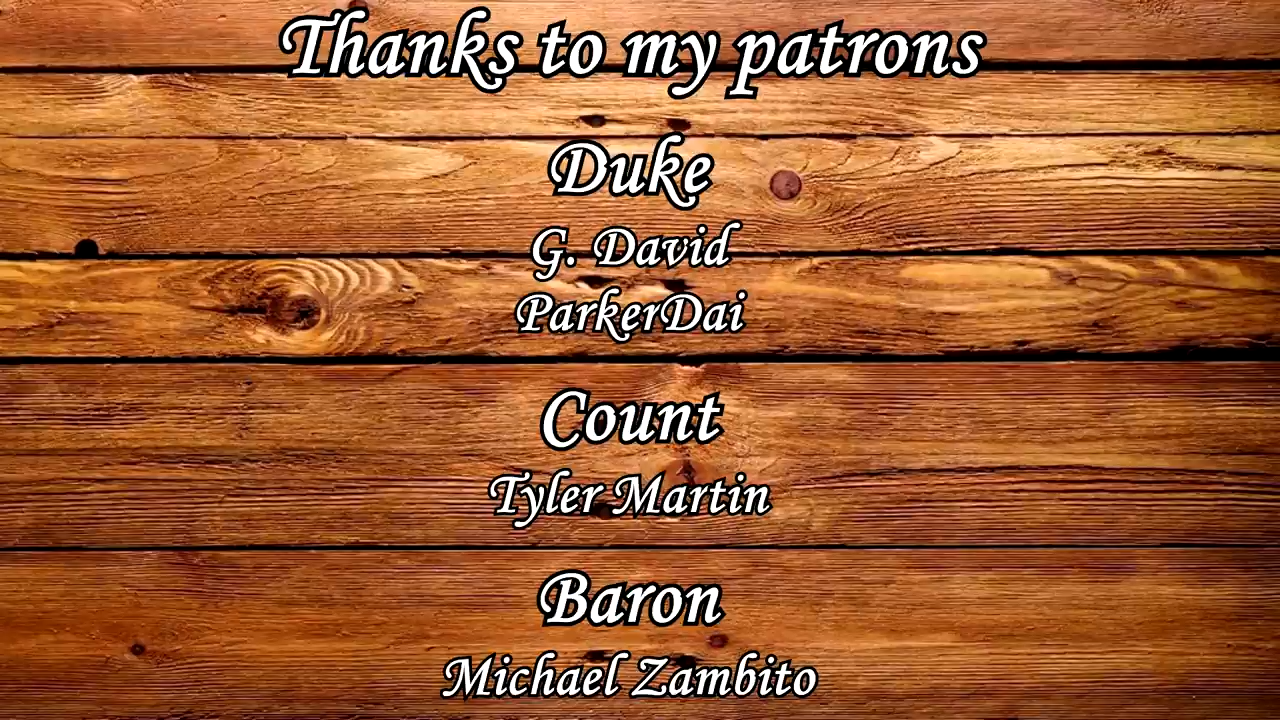 Thanks to my patrons
Duke
G. David
ParkerDai
Count
Tyler Martin
Baron
Michael Zambito